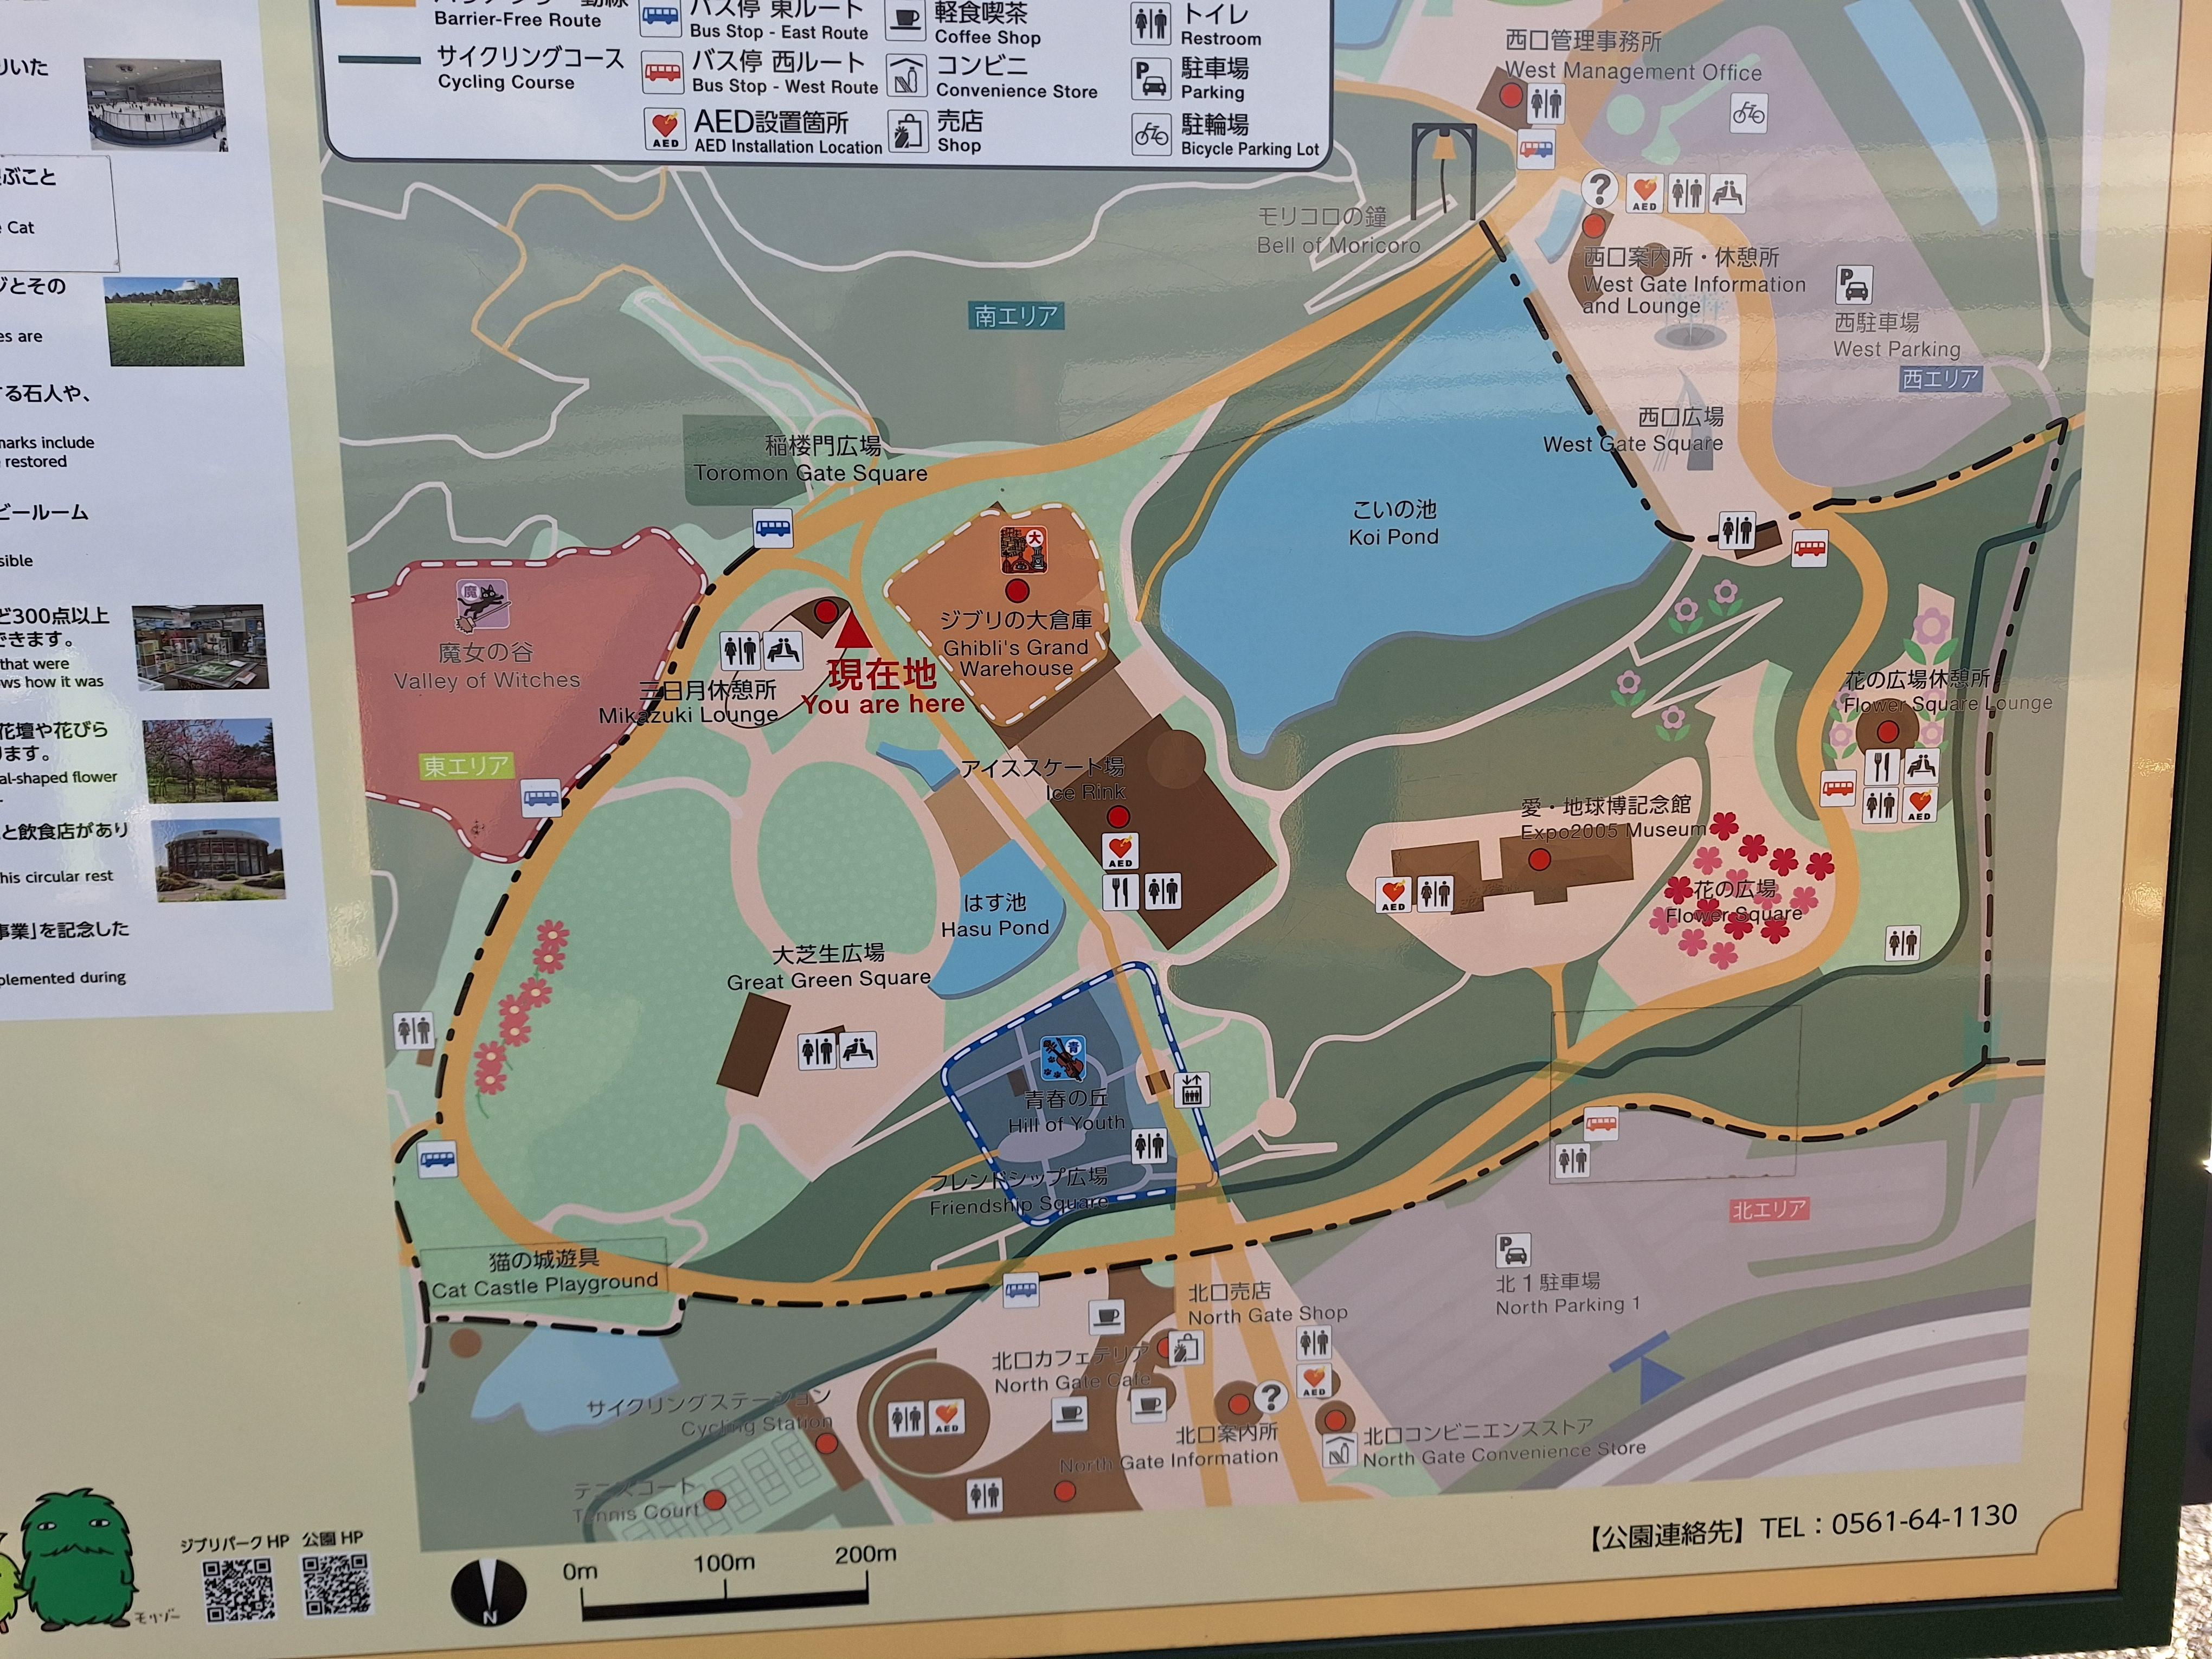 Barrier-Free Route
サイクリングコース
Cycling Course
バス停 東ルート
Bus Stop - East Route
バス停 西ルート
Bus Stop - West Route
AED設置箇所
AED Installation Location
軽食喫茶
Coffee Shop
コンビニ
Convenience Store
売店
Shop
トイレ
Restroom
駐車場
Parking
駐輪場
Bicycle Parking Lot
りいた
ぶこと
Cat
ジとその
es are
する石人や、
marks include
restored
ビールーム
sible
ど300点以上
できます。
that were
ws how it was
花壇や花びら
ります。
al-shaped flower
と飲食店があり
his circular rest
事業」を記念した
plemented during
西口管理事務所
West Management Office
モリコロの鐘
Bell of Moricoro
AED
西口案内所・休憩所
West Gate Information
and Lounge
P
西駐車場
West Parking
西エリア
南エリア
西口広場
West Gate Square
稲楼門広場
Toromon Gate Square
こいの池
Koi Pond
大
ジブリの大倉庫
Ghibli's Grand
Warehouse
魔
魔女の谷
Valley of Witches
三日月休憩所
Mikazuki Lounge
現在地
You are here
東エリア
花の広場休憩所
Flower Square Lounge
AED
アイススケート場
Ice Rink
AED
愛・地球博記念館
Expo2005 Museum
AED
花の広場
Flower Square
はす池
Hasu Pond
大芝生広場
Great Green Square
青
青春の丘
Hill of Youth
フレンドシップ広場
Friendship Square
北エリア
猫の城遊具
Cat Castle Playground
P
北1駐車場
North Parking 1
北口売店
North Gate Shop
北口カフェテリア
North Gate Cafe
AED
サイクリングステーション
Cycling Station
AED
北口案内所
North Gate Information
北口コンビニエンスストア
North Gate Convenience Store
テニスコート
Tennis Court
【公園連絡先】TEL：0561-64-1130
ジブリパークHP
公園HP
モリゾー
N
0m
100m
200m